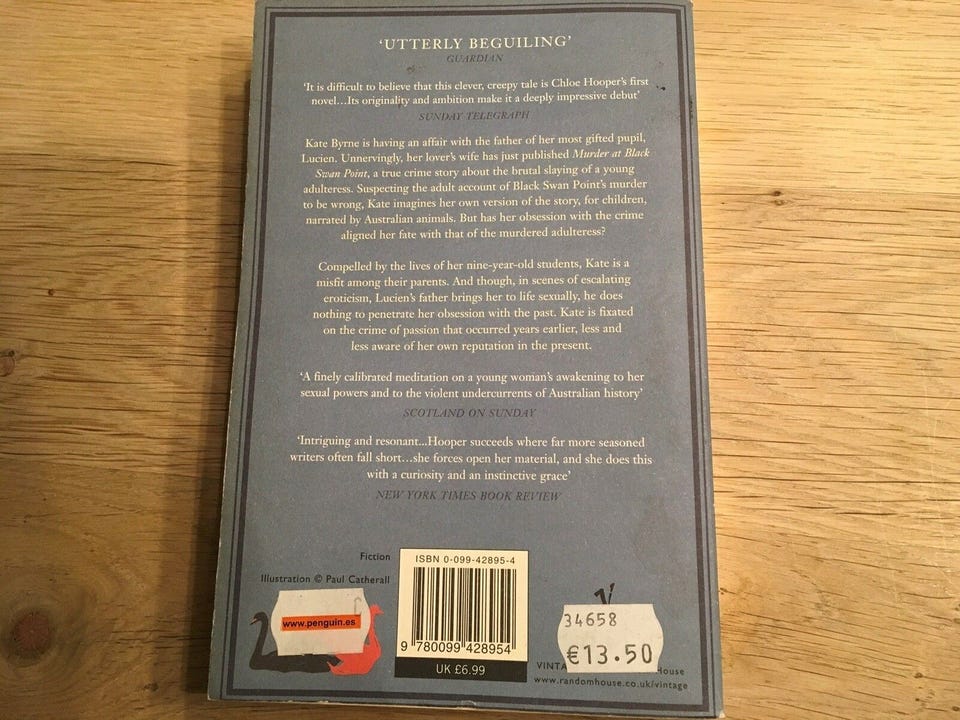 ‘UTTERLY BEGUILING’
GUARDIAN
‘It is difficult to believe that this clever, creepy tale is Chloe Hooper’s first
novel…Its originality and ambition make it a deeply impressive debut’
SUNDAY TELEGRAPH
Kate Byrne is having an affair with the father of her most gifted pupil,
Lucien. Unnervingly, her lover’s wife has just published Murder at Black
Swan Point, a true crime story about the brutal slaying of a young
adulteress. Suspecting the adult account of Black Swan Point’s murder
to be wrong, Kate imagines her own version of the story, for children,
narrated by Australian animals. But has her obsession with the crime
aligned her fate with that of the murdered adulteress?
Compelled by the lives of her nine-year-old students, Kate is a
misfit among their parents. And though, in scenes of escalating
eroticism, Lucien’s father brings her to life sexually, he does
nothing to penetrate her obsession with the past. Kate is fixated
on the crime of passion that occurred years earlier, less and
less aware of her own reputation in the present.
‘A finely calibrated meditation on a young woman’s awakening to her
sexual powers and to the violent undercurrents of Australian history’
SCOTLAND ON SUNDAY
‘Intriguing and resonant...Hooper succeeds where far more seasoned
writers often fall short…she forces open her material, and she does this
with a curiosity and an instinctive grace’
NEW YORK TIMES BOOK REVIEW
Fiction
Illustration © Paul Catherall
www.penguin.es
ISBN 0-099-42895-4
9 780099 428954
UK £6.99
34658
€13.50
VINTA House
www.randomhouse.co.uk/vintage